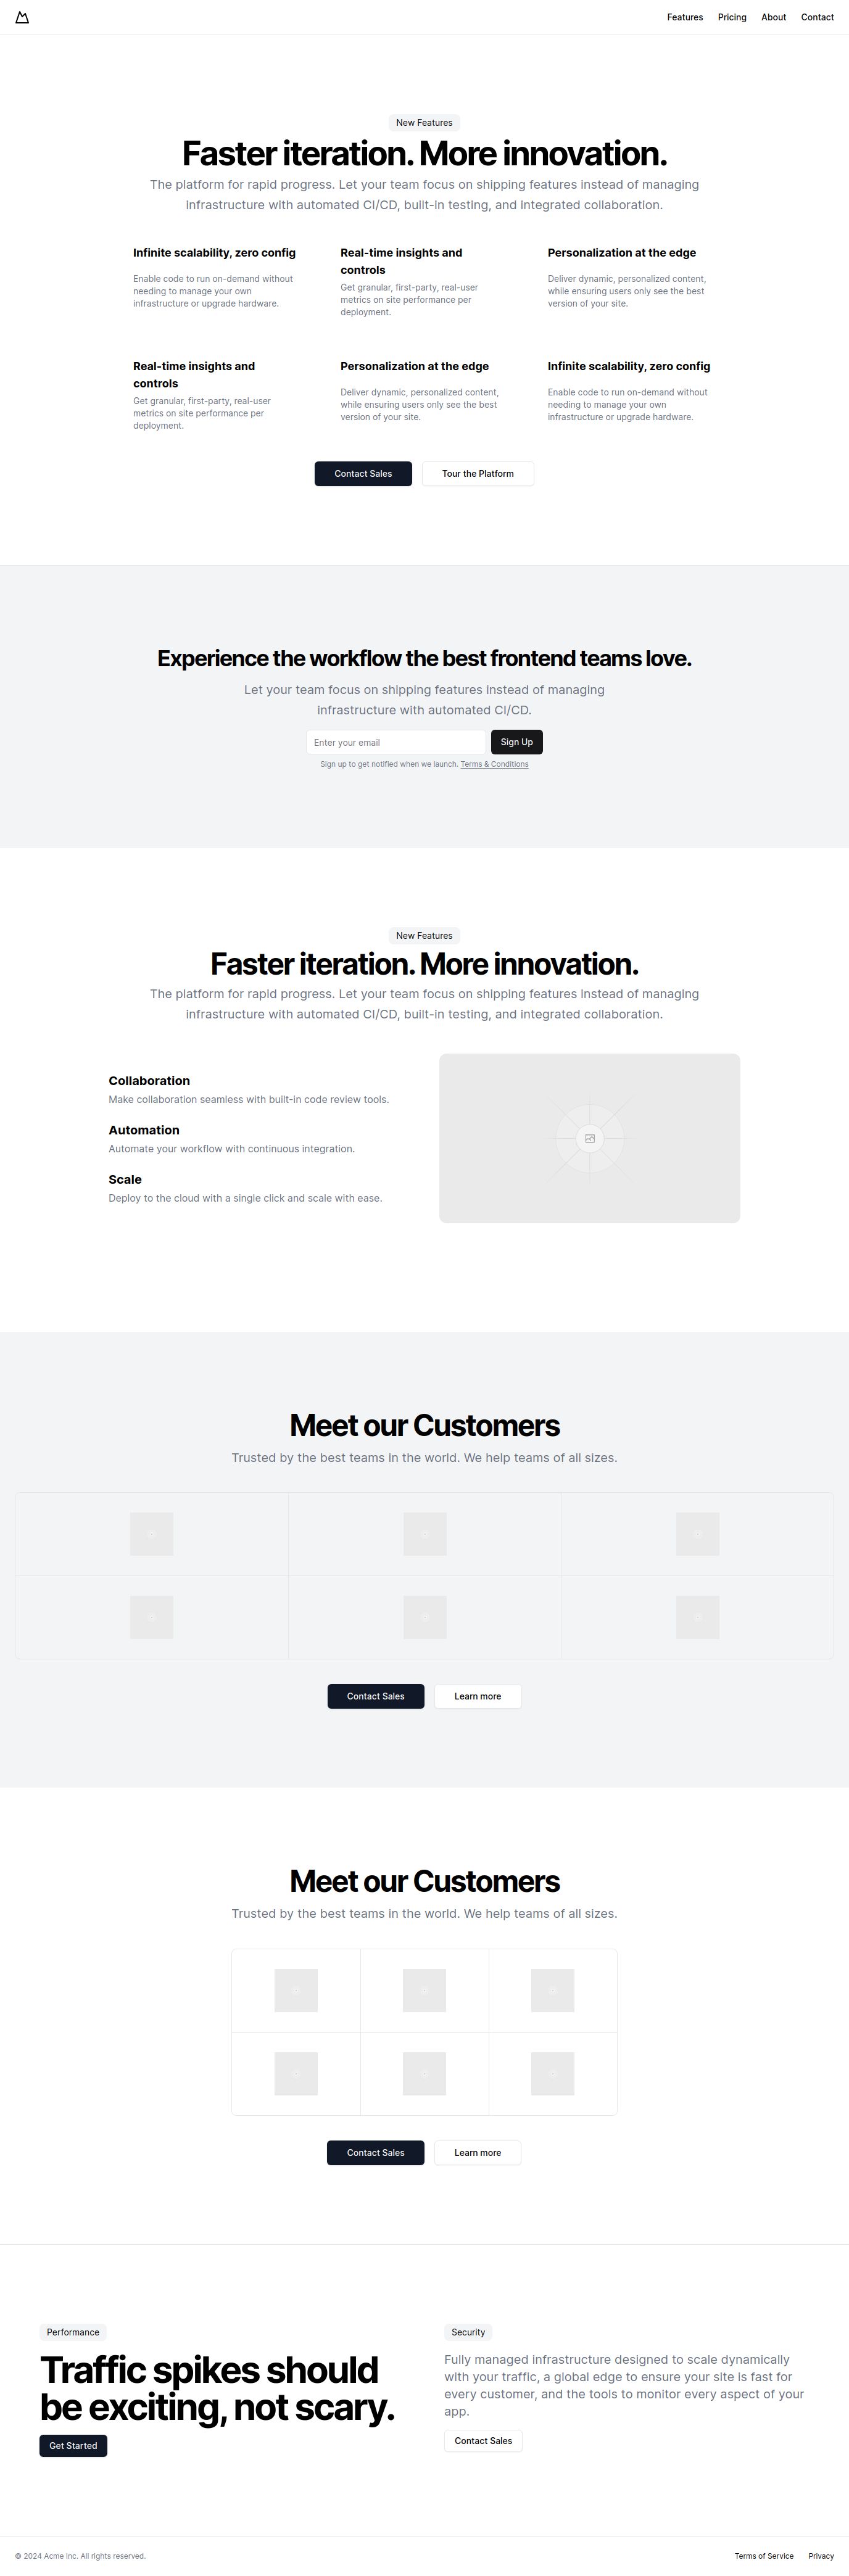 Features Pricing About Contact
New Features
Faster iteration. More innovation.
The platform for rapid progress. Let your team focus on shipping features instead of managing
infrastructure with automated CI/CD, built-in testing, and integrated collaboration.
Infinite scalability, zero config
Enable code to run on-demand without
needing to manage your own
infrastructure or upgrade hardware.
Real-time insights and
controls
Get granular, first-party, real-user
metrics on site performance per
deployment.
Personalization at the edge
Deliver dynamic, personalized content,
while ensuring users only see the best
version of your site.
Real-time insights and
controls
Get granular, first-party, real-user
metrics on site performance per
deployment.
Personalization at the edge
Deliver dynamic, personalized content,
while ensuring users only see the best
version of your site.
Infinite scalability, zero config
Enable code to run on-demand without
needing to manage your own
infrastructure or upgrade hardware.
Contact Sales
Tour the Platform
Experience the workflow the best frontend teams love.
Let your team focus on shipping features instead of managing
infrastructure with automated CI/CD.
Enter your email
Sign Up
Sign up to get notified when we launch. Terms & Conditions
New Features
Faster iteration. More innovation.
The platform for rapid progress. Let your team focus on shipping features instead of managing
infrastructure with automated CI/CD, built-in testing, and integrated collaboration.
Collaboration
Make collaboration seamless with built-in code review tools.
Automation
Automate your workflow with continuous integration.
Scale
Deploy to the cloud with a single click and scale with ease.
Meet our Customers
Trusted by the best teams in the world. We help teams of all sizes.
Contact Sales
Learn more
Meet our Customers
Trusted by the best teams in the world. We help teams of all sizes.
Contact Sales
Learn more
Performance
Traffic spikes should
be exciting, not scary.
Get Started
Security
Fully managed infrastructure designed to scale dynamically
with your traffic, a global edge to ensure your site is fast for
every customer, and the tools to monitor every aspect of your
app.
Contact Sales
© 2024 Acme Inc. All rights reserved.
Terms of Service Privacy